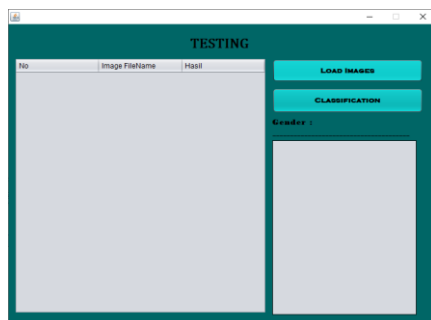 TESTING
No Image FileName Hasil
LOAD IMAGES
CLASSIFICATION
Gender :